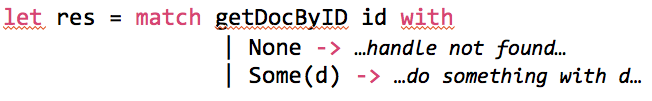 let res = match getDocByID id with
| None -> …handle not found…
| Some(d) -> …do something with d…